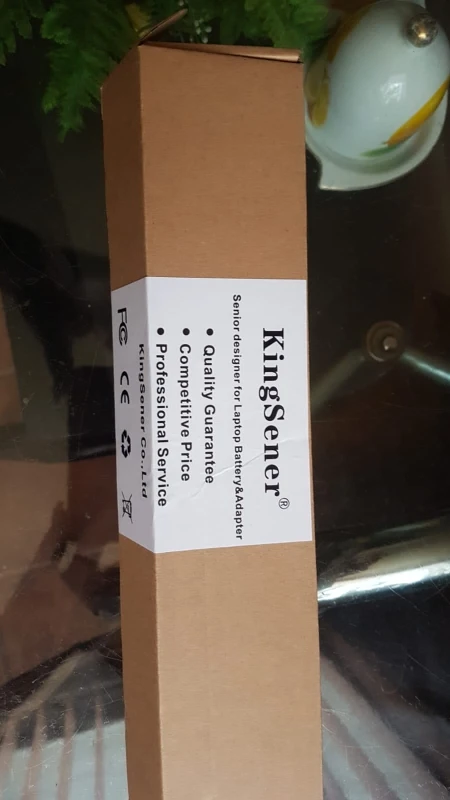 KingSener®
Senior designer for Laptop Battery&Adapter
● Quality Guarantee
● Competitive Price
● Professional Service
KingSener Co.,Ltd
FC CE